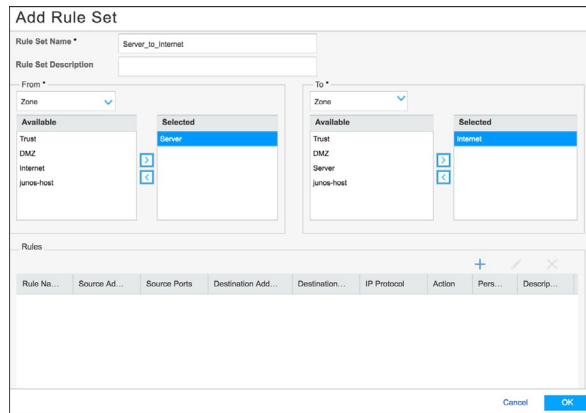 Add Rule Set
Rule Set Name *
Server_to_Internet
Rule Set Description
From *
Zone
Available
Selected
Trust
DMZ
Internet
junos-host
Server
To *
Zone
Available
Selected
Trust
DMZ
Server
junos-host
Internet
Rules
Rule Na... Source Ad... Source Ports Destination Add... Destination... IP Protocol Action Pers... Descrip...
Cancel OK